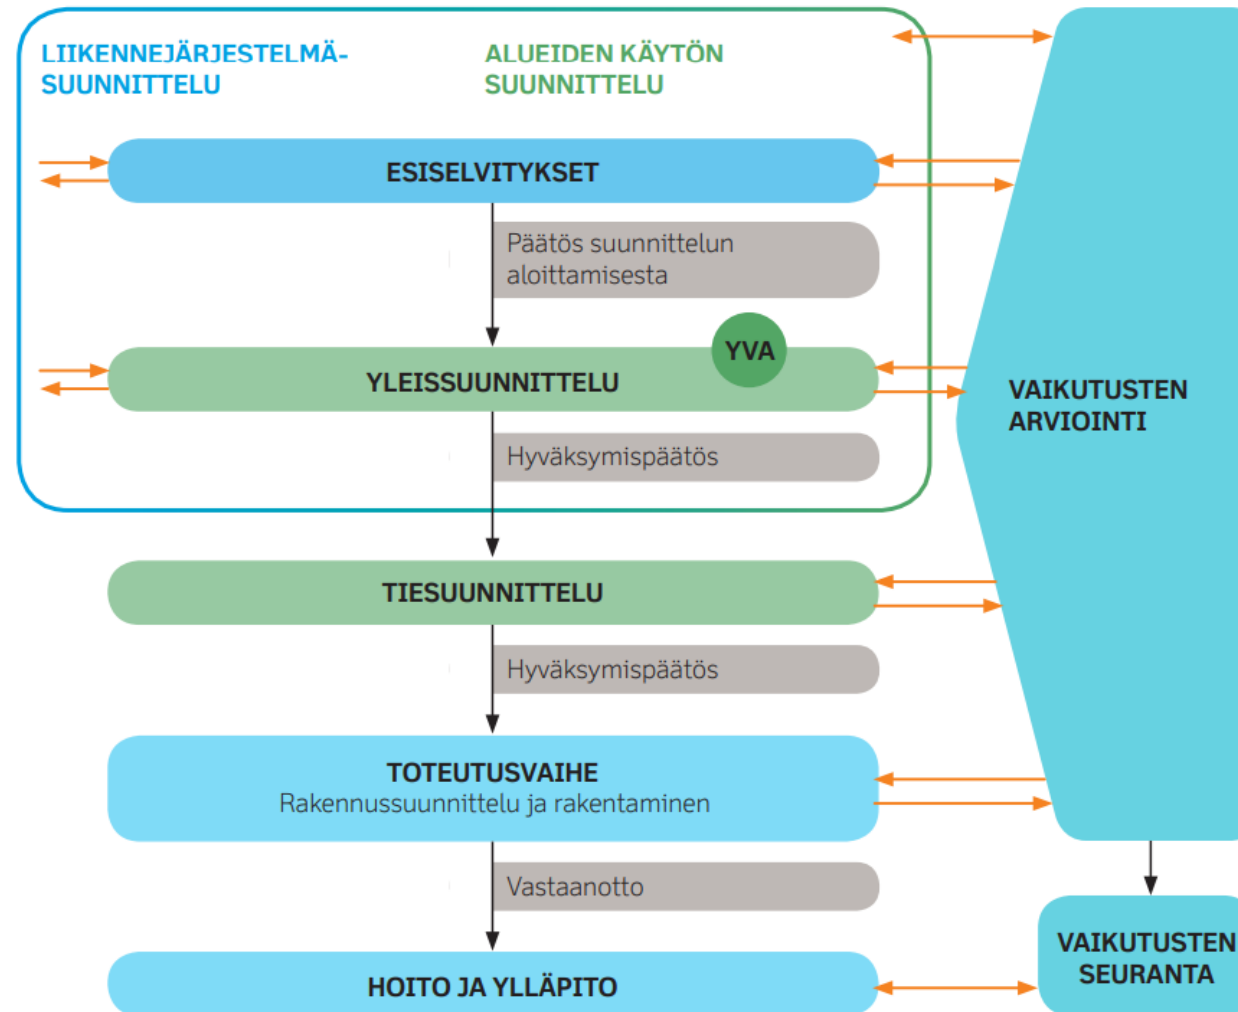 LIIKENNEJÄRJESTELMÄ-
SUUNNITTELU
ALUEIDEN KÄYTÖN
SUUNNITTELU
ESISELVITYKSET
Päätös suunnittelun
aloittamisesta
YVA
YLEISSUUNNITTELU
VAIKUTUSTEN
ARVIOINTI
Hyväksymispäätös
TIESUUNNITTELU
Hyväksymispäätös
TOTEUTUSVAIHE
Rakennussuunnittelu ja rakentaminen
Vastaanotto
VAIKUTUSTEN
SEURANTA
HOITO JA YLLÄPITO